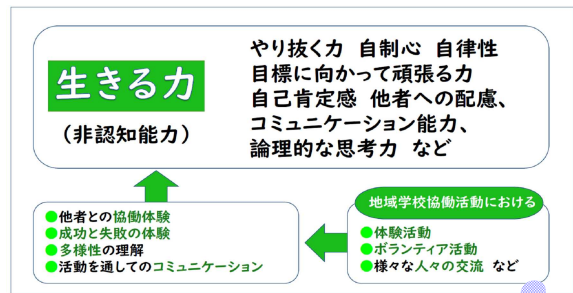 生きる力
（非認知能力）
やり抜く力 自制心 自律性
目標に向かって頑張る力
自己肯定感 他者への配慮、
コミュニケーション能力、
論理的な思考力 など
●他者との協働体験
●成功と失敗の体験
●多様性の理解
●活動を通してのコミュニケーション
地域学校協働活動における
●体験活動
●ボランティア活動
●様々な人々の交流 など